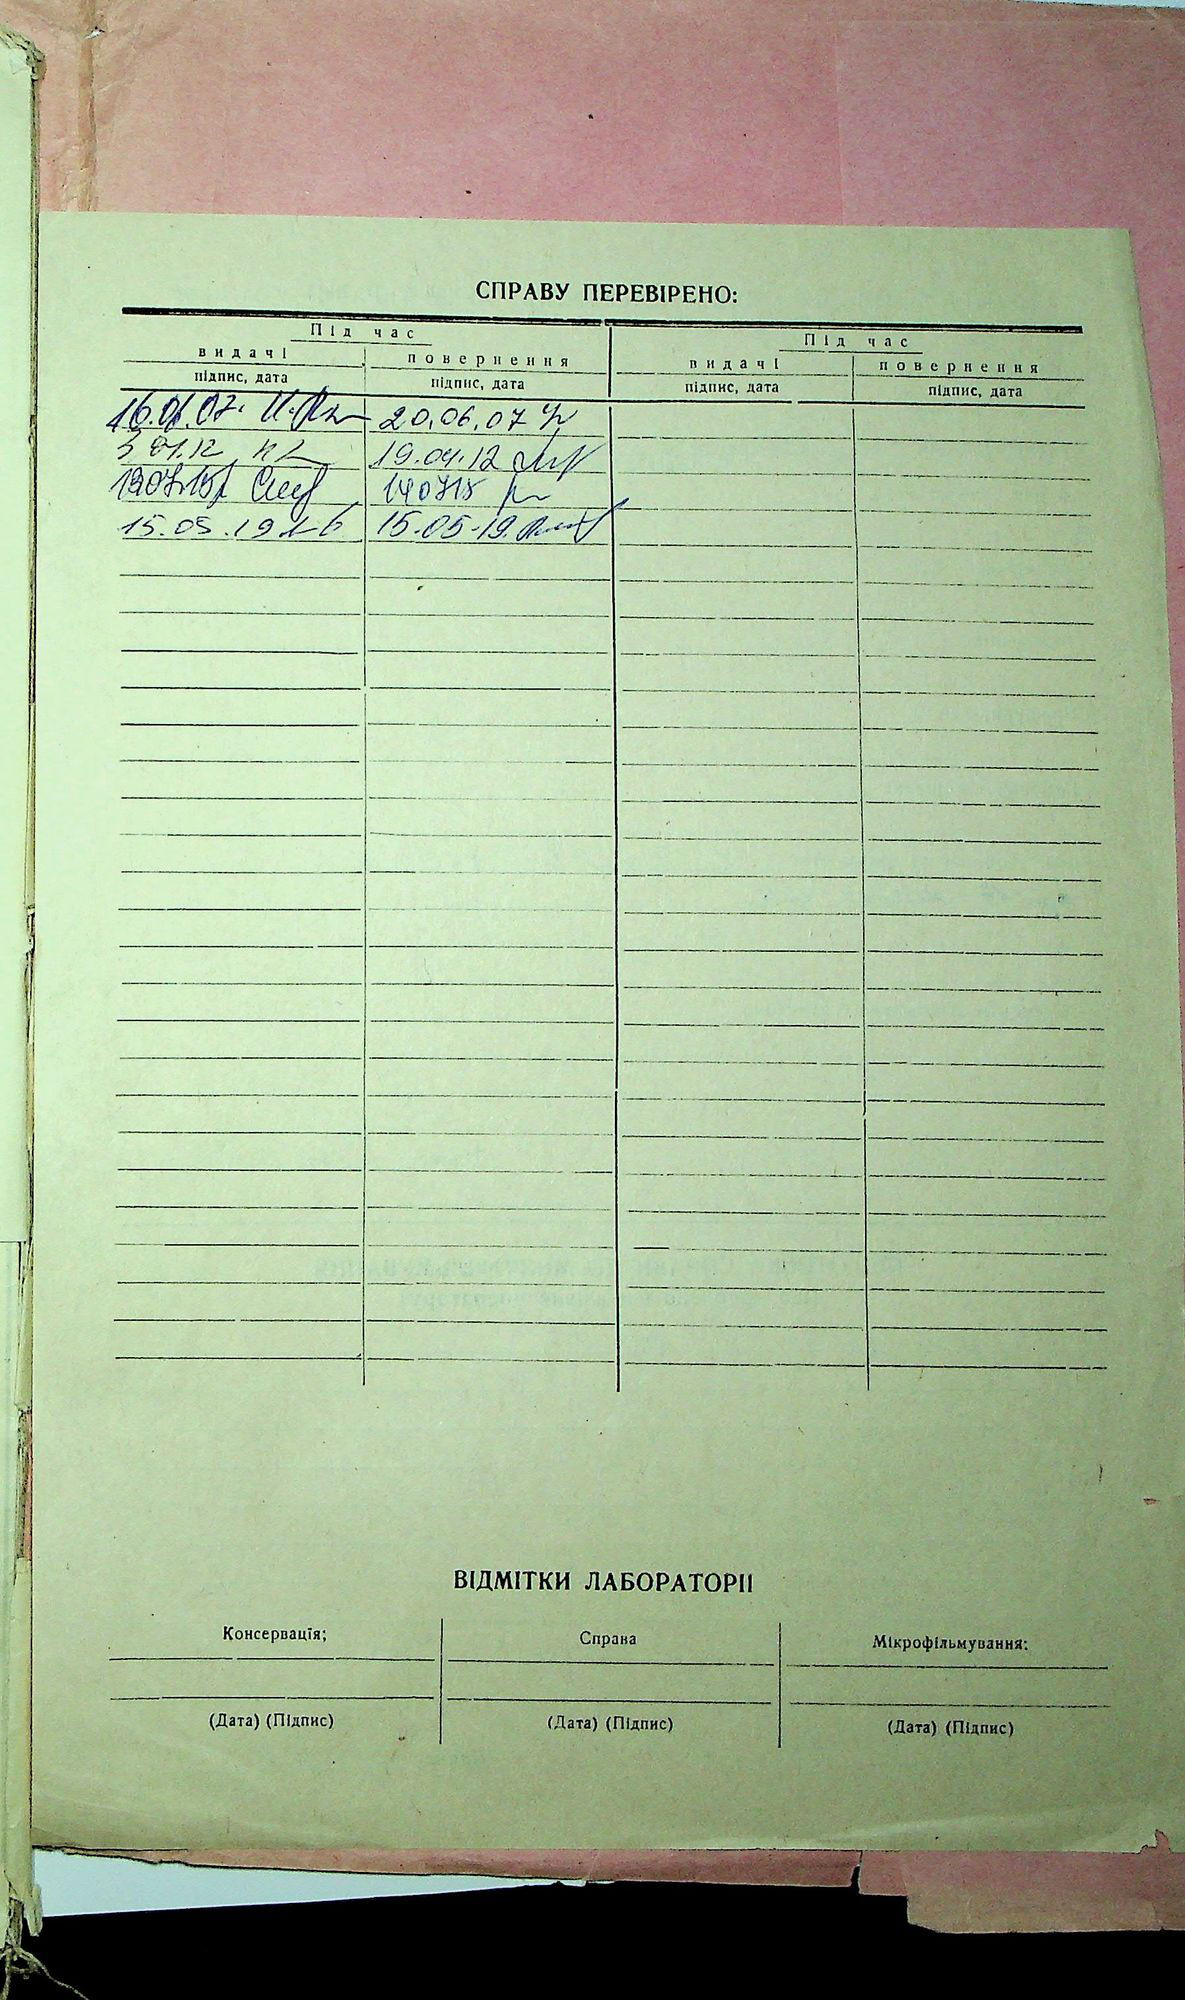 СПРАВУ ПЕРЕВІРЕНО:
Під час Під час
видачі повернення видачі повернення
підпис, дата підпис, дата підпис, дата підпис, дата
20.06.07
19.04.12
140715
15.05.19 15.05.19.
ВІДМІТКИ ЛАБОРАТОРІІ
Консервація; Справа Мікрофільмування:
(Дата) (Підпис) (Дата) (Підпис) (Дата) (Підпис)